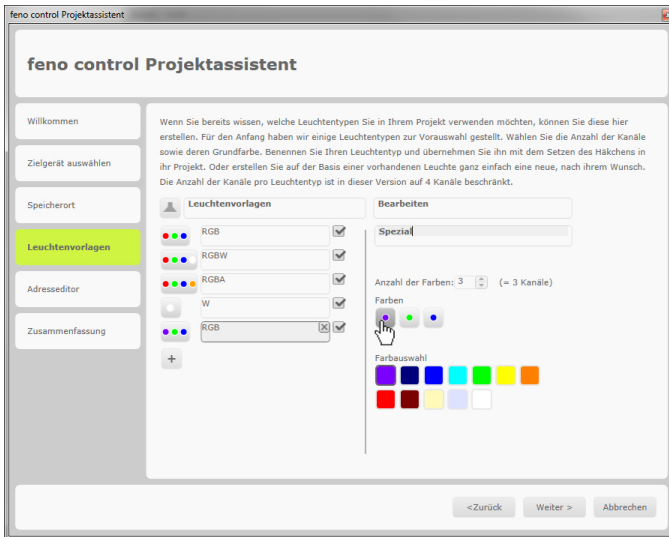 feno control Projektassistent
feno control Projektassistent
Willkommen
Zielgerät auswählen
Speicherort
Leuchtenvorlagen
Adresseditor
Zusammenfassung
Wenn Sie bereits wissen, welche Leuchtentypen Sie in Ihrem Projekt verwenden möchten, können Sie diese hier
erstellen. Für den Anfang haben wir einige Leuchtentypen zur Vorauswahl gestellt. Wählen Sie die Anzahl der Kanäle
sowie deren Grundfarbe. Benennen Sie Ihren Leuchtentyp und übernehmen Sie ihn mit dem Setzen des Häkchens in
ihr Projekt. Oder erstellen Sie auf der Basis einer vorhandenen Leuchte ganz einfach eine neue, nach ihrem Wunsch.
Die Anzahl der Kanäle pro Leuchtentyp ist in dieser Version auf 4 Kanäle beschränkt.
Leuchtenvorlagen
RGB
RGBW
RGBA
W
RGB
+
Bearbeiten
Spezial
Anzahl der Farben: 3 (= 3 Kanäle)
Farben
Farbauswahl
<Zurück Weiter > Abbrechen